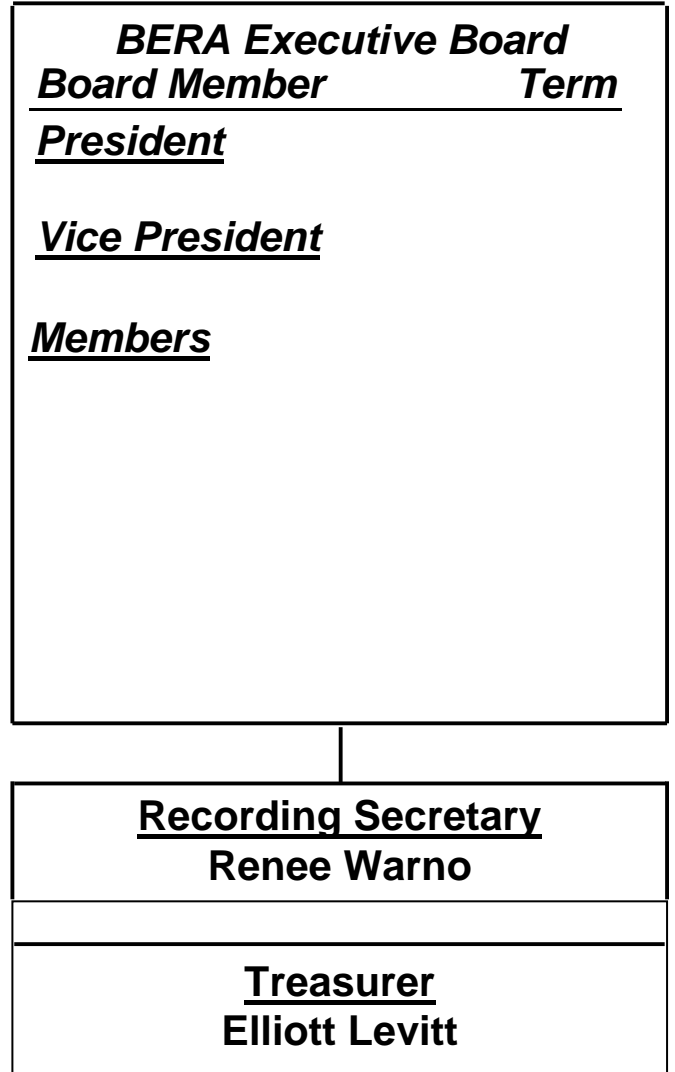 BERA Executive Board
Board Member Term
President
Vice President
Members
Recording Secretary
Renee Warno
Treasurer
Elliott Levitt